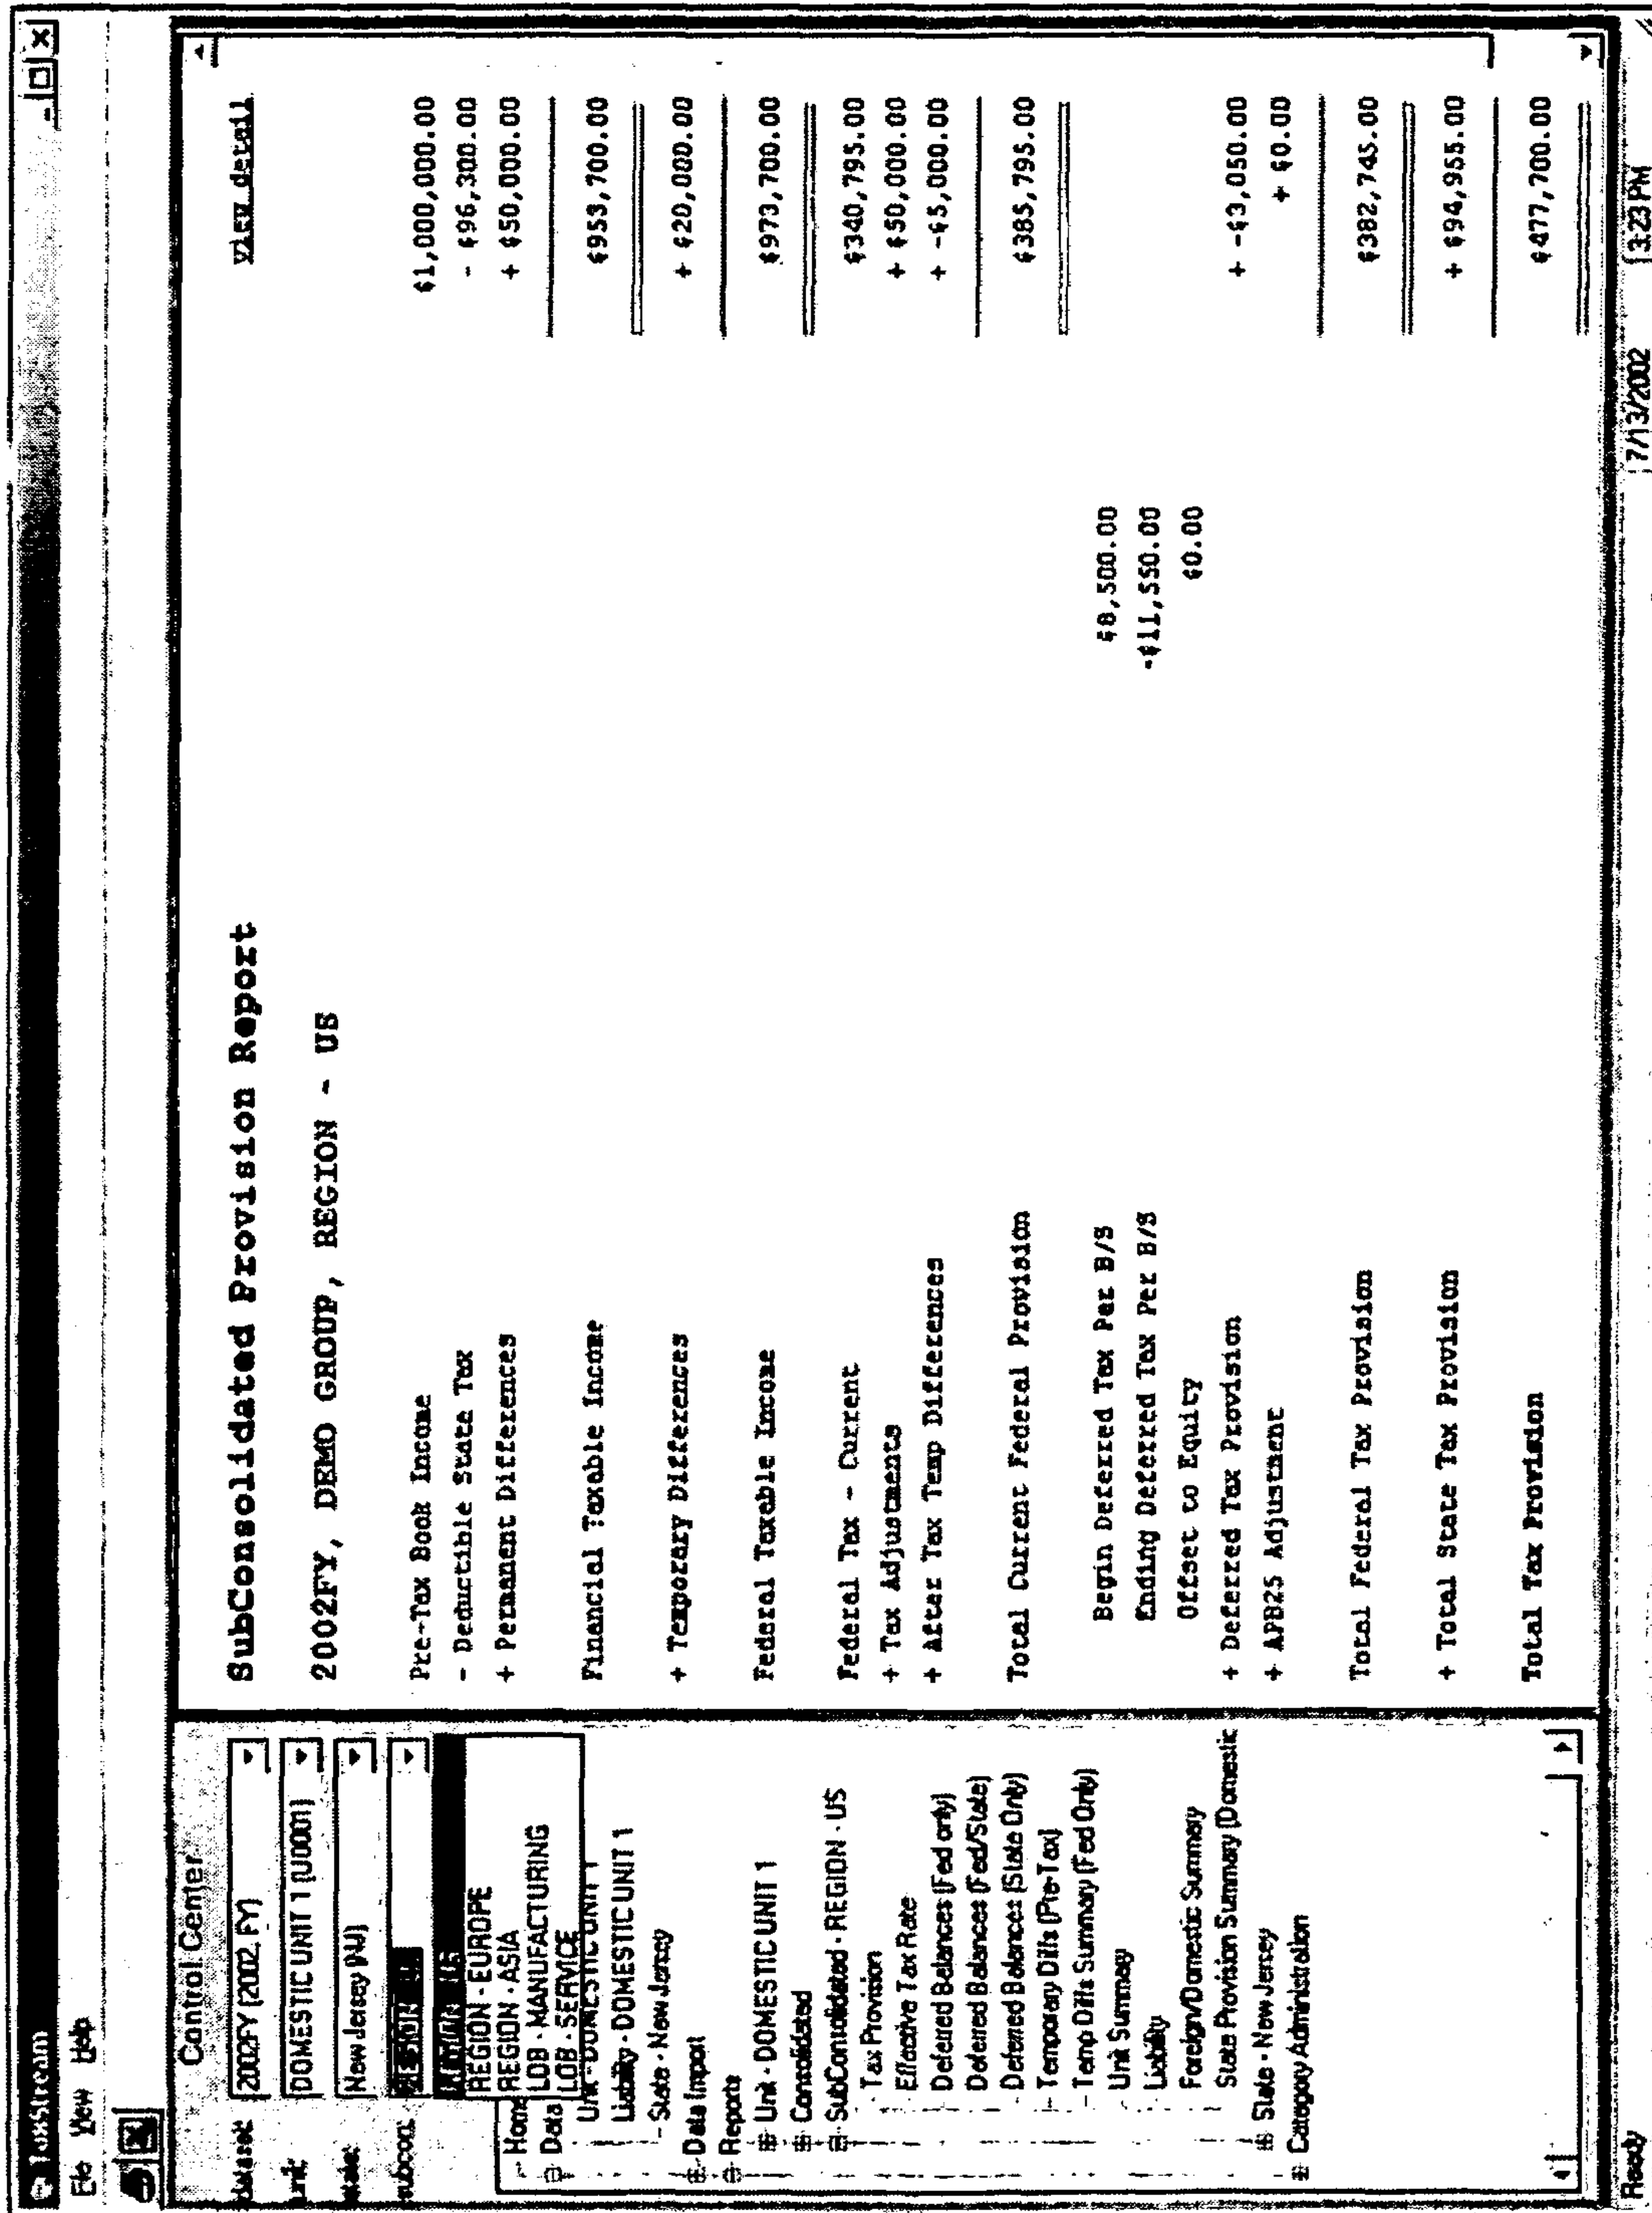 Taxstream
File View Help
Control Center
dataset: 2002FY [2002, FY]
unit: DOMESTIC UNIT 1 [U0001]
state: New Jersey [NJ]
subcon:
REGION - EUROPE
REGION - ASIA
LOB - MANUFACTURING
LOB - SERVICE
Home
Data
Unit - DOMESTIC UNIT 1
Liability - DOMESTIC UNIT 1
State - New Jersey
Data Import
Reports
Unit - DOMESTIC UNIT 1
Consolidated
SubConsolidated - REGION - US
Tax Provision
Effective Tax Rate
Deferred Balances (Fed only)
Deferred Balances (Fed/State)
Deferred Balances (State Only)
Temporary Diffs (Pre-Tax)
Temp Diffs Summary (Fed Only)
Unit Summary
Liability
Foreign/Domestic Summary
State Provision Summary (Domestic
State - New Jersey
Category Administration
SubConsolidated Provision Report view detail
2002FY, DEMO GROUP, REGION - US
Pre-Tax Book Income $1,000,000.00
- Deductible State Tax - $96,300.00
+ Permanent Differences + $50,000.00
Financial Taxable Income $953,700.00
+ Temporary Differences + $20,000.00
Federal Taxable Income $973,700.00
Federal Tax - Current $340,795.00
+ Tax Adjustments + $50,000.00
+ After Tax Temp Differences + -$5,000.00
Total Current Federal Provision $385,795.00
Begin Deferred Tax Per B/S $8,500.00
Ending Deferred Tax Per B/S -$11,550.00
Offset to Equity $0.00
+ Deferred Tax Provision + -$3,050.00
+ APB25 Adjustment + $0.00
Total Federal Tax Provision $382,745.00
+ Total State Tax Provision + $94,955.00
Total Tax Provision $477,700.00
Ready 7/13/2002 3:23 PM